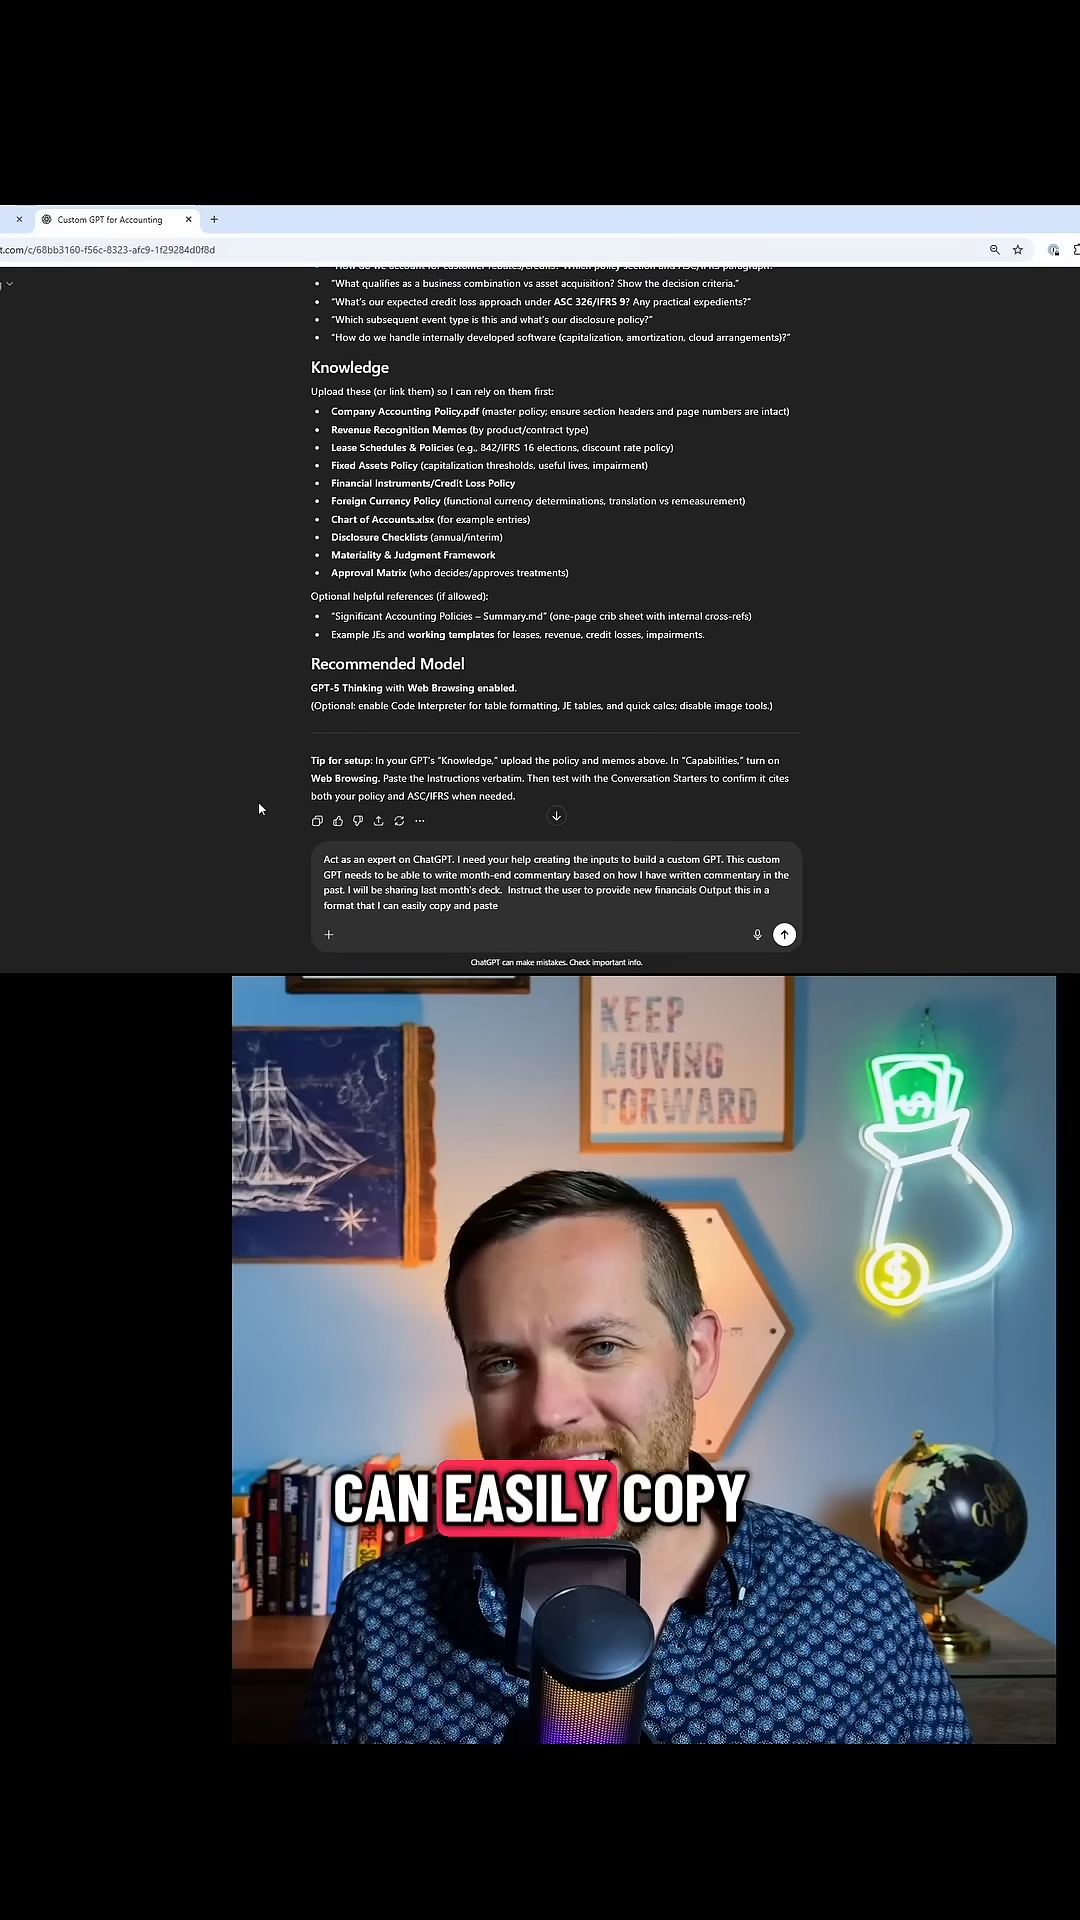 Custom GPT for Accounting
t.com/c/68bb3160-f56c-8323-afc9-1f29284d0f8d
"How do we account for customer rebates/credits? Which policy section and ASC/IFRS paragraph?"
• "What qualifies as a business combination vs asset acquisition? Show the decision criteria."
• "What's our expected credit loss approach under ASC 326/IFRS 9? Any practical expedients?"
• "Which subsequent event type is this and what's our disclosure policy?"
• "How do we handle internally developed software (capitalization, amortization, cloud arrangements)?"
Knowledge
Upload these (or link them) so I can rely on them first:
• Company Accounting Policy.pdf (master policy; ensure section headers and page numbers are intact)
• Revenue Recognition Memos (by product/contract type)
• Lease Schedules & Policies (e.g., 842/IFRS 16 elections, discount rate policy)
• Fixed Assets Policy (capitalization thresholds, useful lives, impairment)
• Financial Instruments/Credit Loss Policy
• Foreign Currency Policy (functional currency determinations, translation vs remeasurement)
• Chart of Accounts.xlsx (for example entries)
• Disclosure Checklists (annual/interim)
• Materiality & Judgment Framework
• Approval Matrix (who decides/approves treatments)
Optional helpful references (if allowed):
• "Significant Accounting Policies – Summary.md" (one-page crib sheet with internal cross-refs)
• Example JEs and working templates for leases, revenue, credit losses, impairments.
Recommended Model
GPT-5 Thinking with Web Browsing enabled.
(Optional: enable Code Interpreter for table formatting, JE tables, and quick calcs; disable image tools.)
Tip for setup: In your GPT's "Knowledge," upload the policy and memos above. In "Capabilities," turn on
Web Browsing. Paste the Instructions verbatim. Then test with the Conversation Starters to confirm it cites
both your policy and ASC/IFRS when needed.
Act as an expert on ChatGPT. I need your help creating the inputs to build a custom GPT. This custom
GPT needs to be able to write month-end commentary based on how I have written commentary in the
past. I will be sharing last month's deck.  Instruct the user to provide new financials Output this in a
format that I can easily copy and paste
ChatGPT can make mistakes. Check important info.
KEEP
MOVING
FORWARD
$
$
CAN EASILY COPY